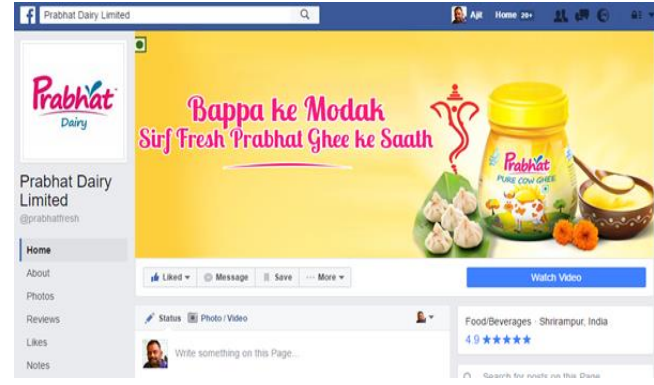 Prabhat Dairy Limited
Ajit Home 20+
Prabhat
Dairy
Bappa ke Modak
Sirf Fresh Prabhat Ghee ke Saath
Prabhat
PURE COW GHEE
Prabhat Dairy
Limited
@prabhatfresh
Home
About
Photos
Reviews
Likes
Notes
Liked Message Save ... More
Watch Video
Status Photo / Video
Write something on this Page...
Food/Beverages · Shrirampur, India
4.9 ★★★★★
Search for posts on this Page